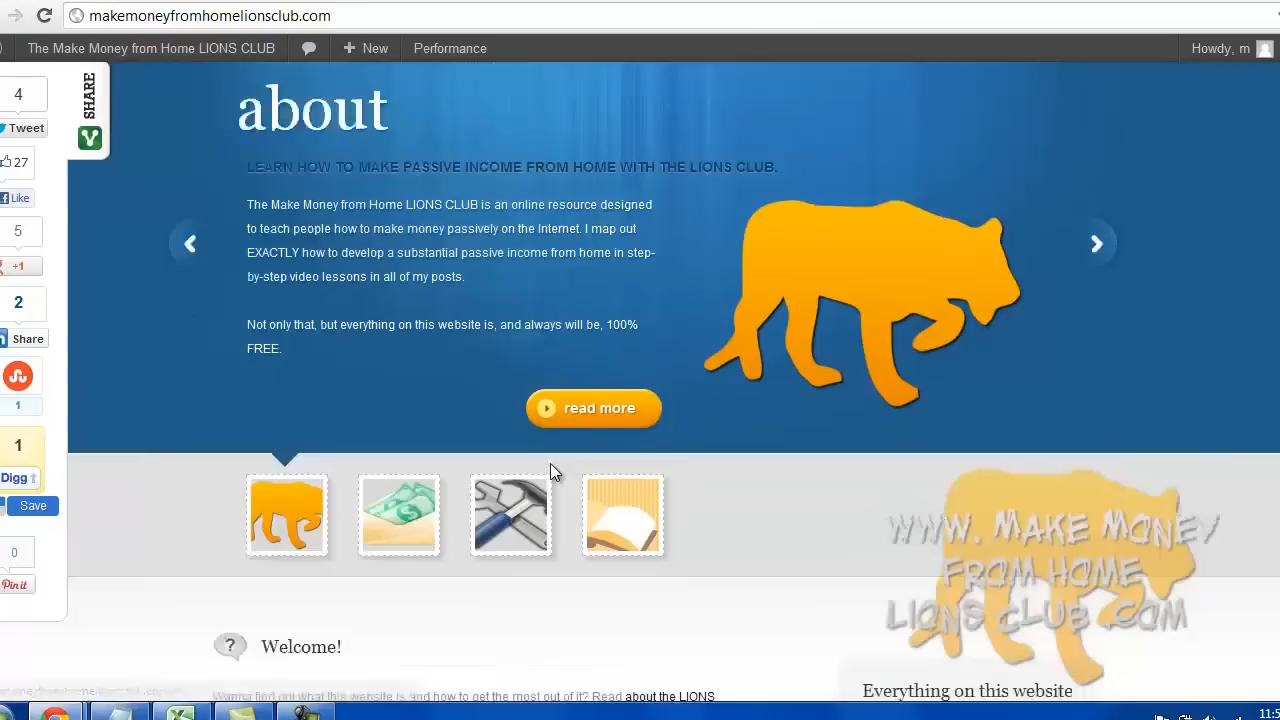 makemoneyfromhomelionsclub.com
The Make Money from Home LIONS CLUB
New
Performance
Howdy, m
4
SHARE
Tweet
27
Like
5
+1
2
Share
1
1
Digg
Save
0
Pin it
about
LEARN HOW TO MAKE PASSIVE INCOME FROM HOME WITH THE LIONS CLUB.
The Make Money from Home LIONS CLUB is an online resource designed
to teach people how to make money passively on the Internet. I map out
EXACTLY how to develop a substantial passive income from home in step-
by-step video lessons in all of my posts.
Not only that, but everything on this website is, and always will be, 100%
FREE.
read more
WWW. MAKE MONEY
FROM HOME
LIONS CLUB .COM
? Welcome!
Wanna find out what this website is and how to get the most out of it? Read about the LIONS
Everything on this website